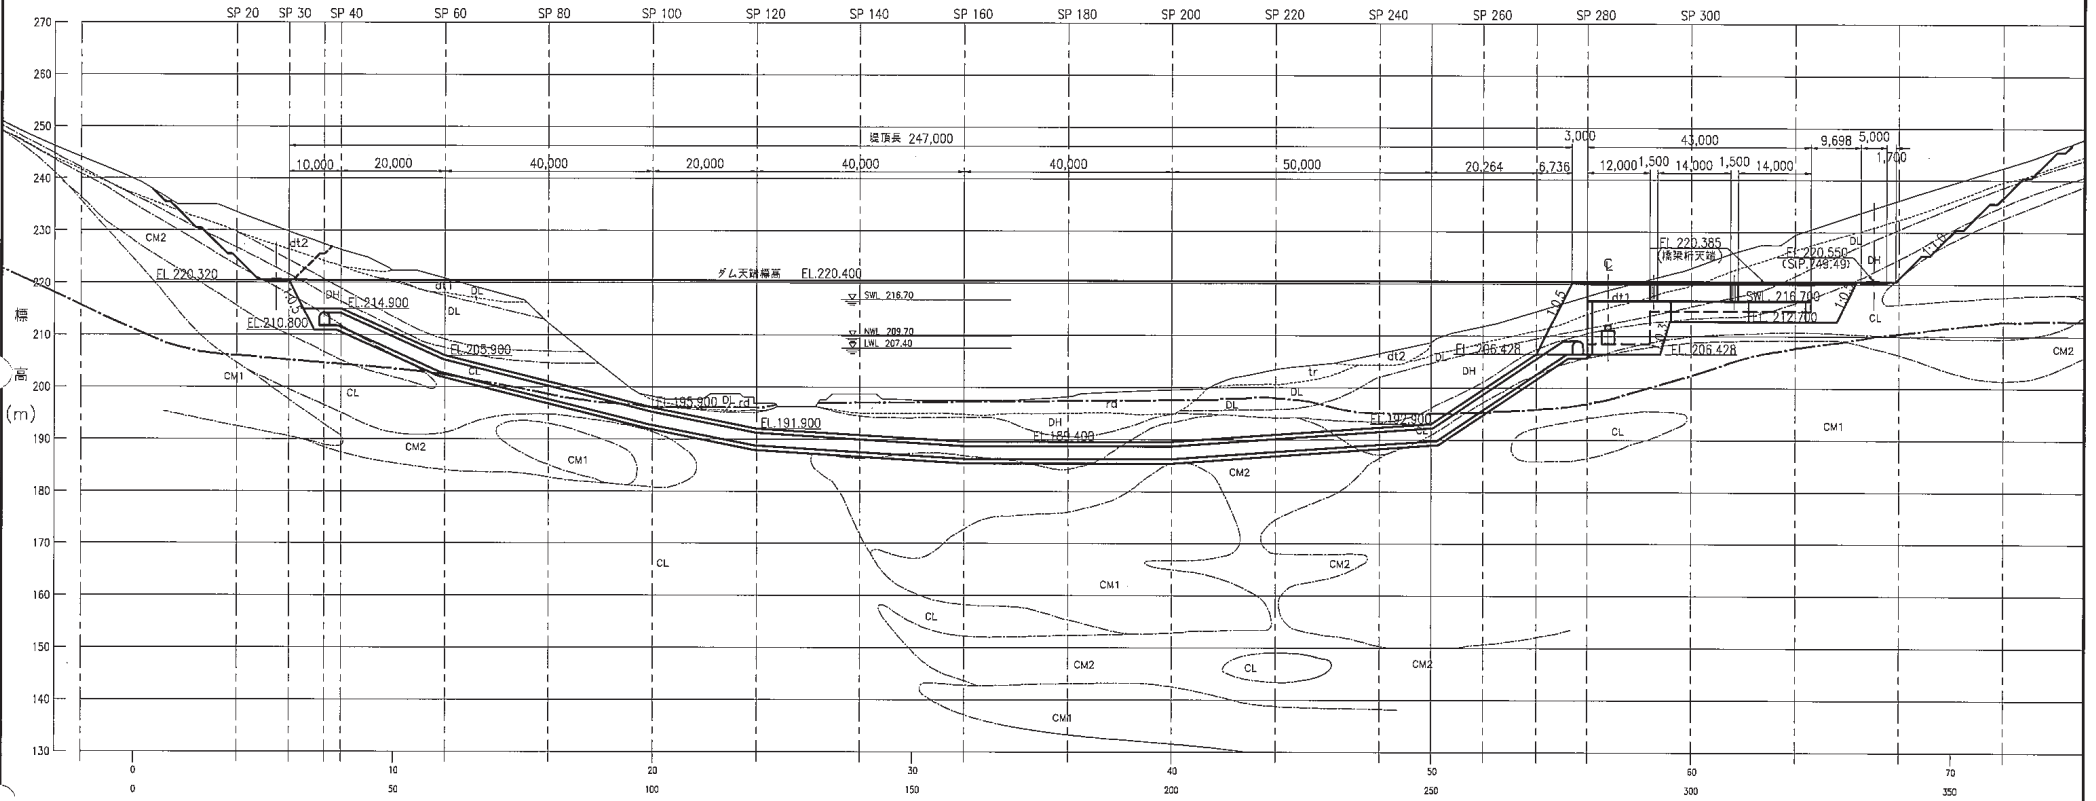 SP 20 SP 30 SP 40 SP 60 SP 80 SP 100 SP 120 SP 140 SP 160 SP 180 SP 200 SP 220 SP 240 SP 260 SP 280 SP 300
270
260
250
240
230
220
210
200
190
180
170
160
150
140
130
標
高
(m)
堤頂長 247,000
3,000 43,000 9,698 5,000
10,000 20,000 40,000 20,000 40,000 40,000 50,000 20,264 6,736 12,000 1,500 14,000 1,500 14,000 1,700
CM2
dt2
EL.220.320
ダム天端標高 EL.220.400
EL.220.385
(橋梁桁天端)
EL.220.550
DL
DH
1:0.5
DH
EL.214.900
dt1
DL
DL
SWL 216.70
1:0.5
dt1
SWL 216.700
CL
EL.210.800
NWL 209.70
LWL 207.40
EL.212.700
EL.205.900
EL.206.428
EL.206.428
CM2
CM1
CL
CL
dt2
DL
tr
DH
DL
EL.195.900
DL
rd
rd
DL
EL.191.900
DH
EL.192.900
CL
EL.189.400
CL
CM1
CM2
CM1
CM2
CL
CM1
CM2
CL
CM2
CL
CM2
CM1
0 10 20 30 40 50 60 70
0 50 100 150 200 250 300 350